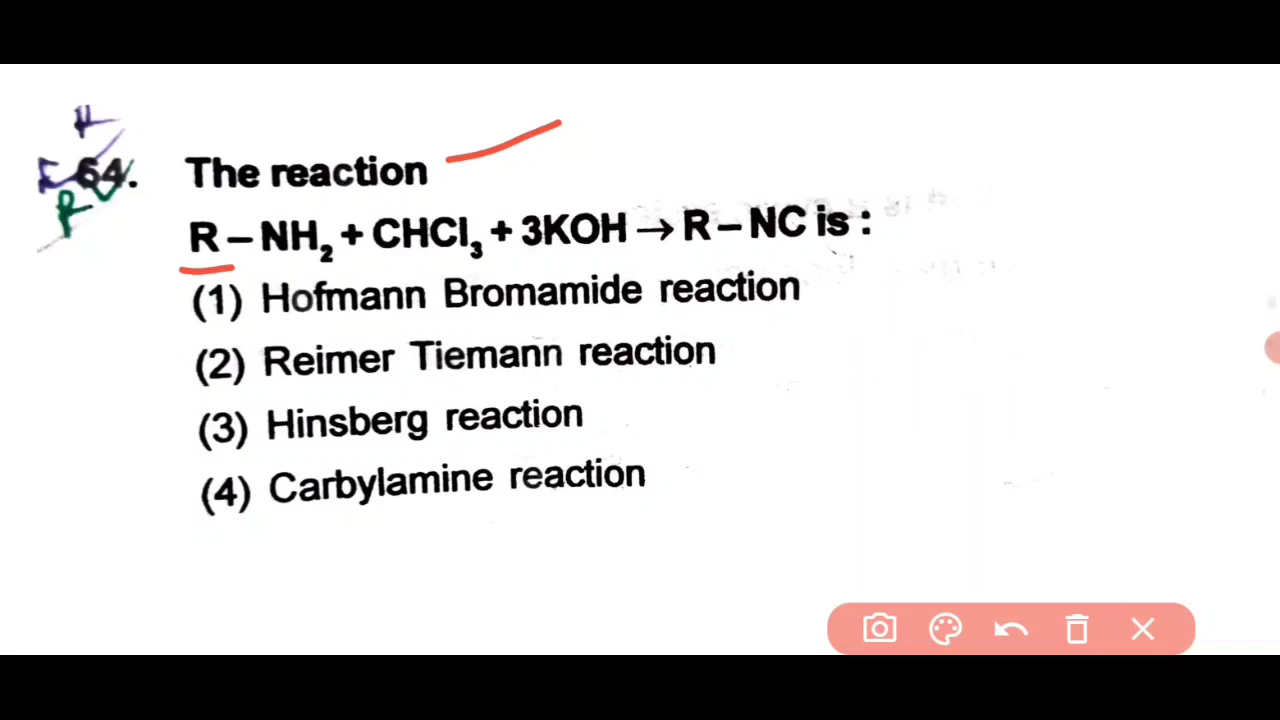 64. The reaction
R – NH₂ + CHCl₃ + 3KOH → R – NC is :
(1) Hofmann Bromamide reaction
(2) Reimer Tiemann reaction
(3) Hinsberg reaction
(4) Carbylamine reaction